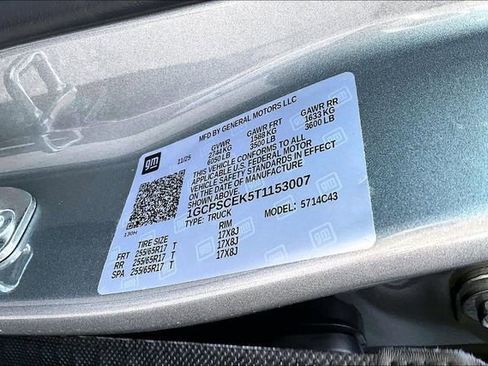 MFD BY GENERAL MOTORS LLC
gm
11/25
GVWR GAWR FRT GAWR RR
2744 KG 1588 KG 1633 KG
6050 LB 3500 LB 3600 LB
THIS VEHICLE CONFORMS TO ALL
APPLICABLE U.S. FEDERAL MOTOR
VEHICLE SAFETY STANDARDS IN EFFECT
ON THE DATE OF MANUFACTURE
1GCPSCEK5T1153007
TYPE: TRUCK MODEL: 5714C43
TIRE SIZE RIM
FRT 255/65R17 T 17X8J
RR 255/65R17 T 17X8J
SPA 255/65R17 T 17X8J